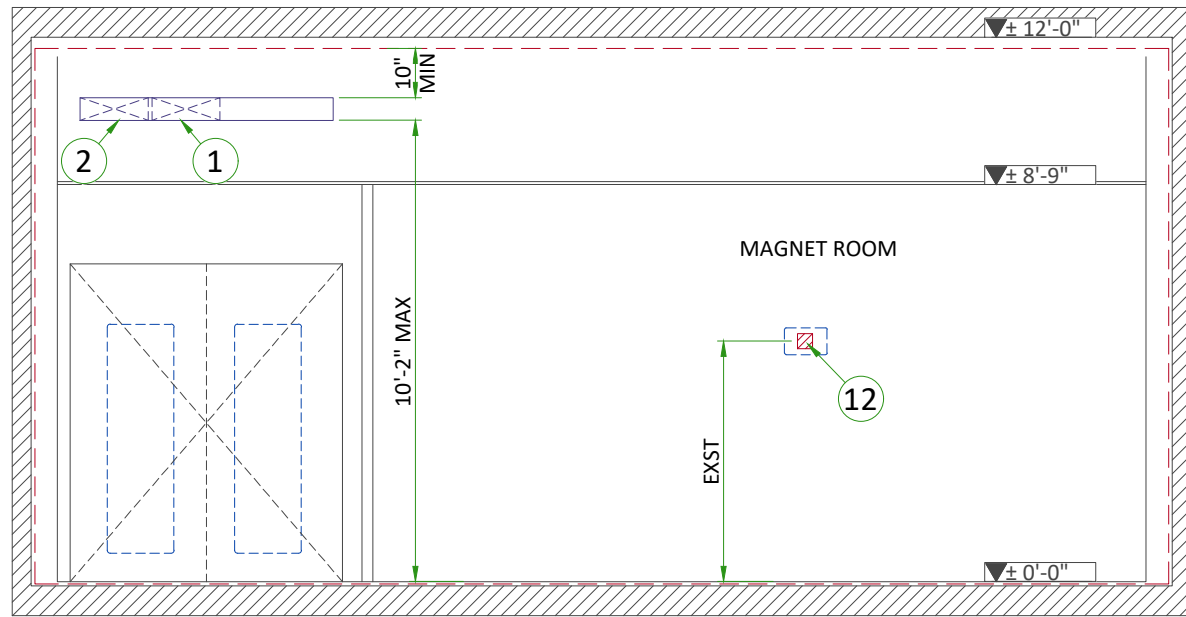 ± 12'-0"
10"
MIN
2
1
± 8'-9"
MAGNET ROOM
10'-2" MAX
12
EXST
± 0'-0"